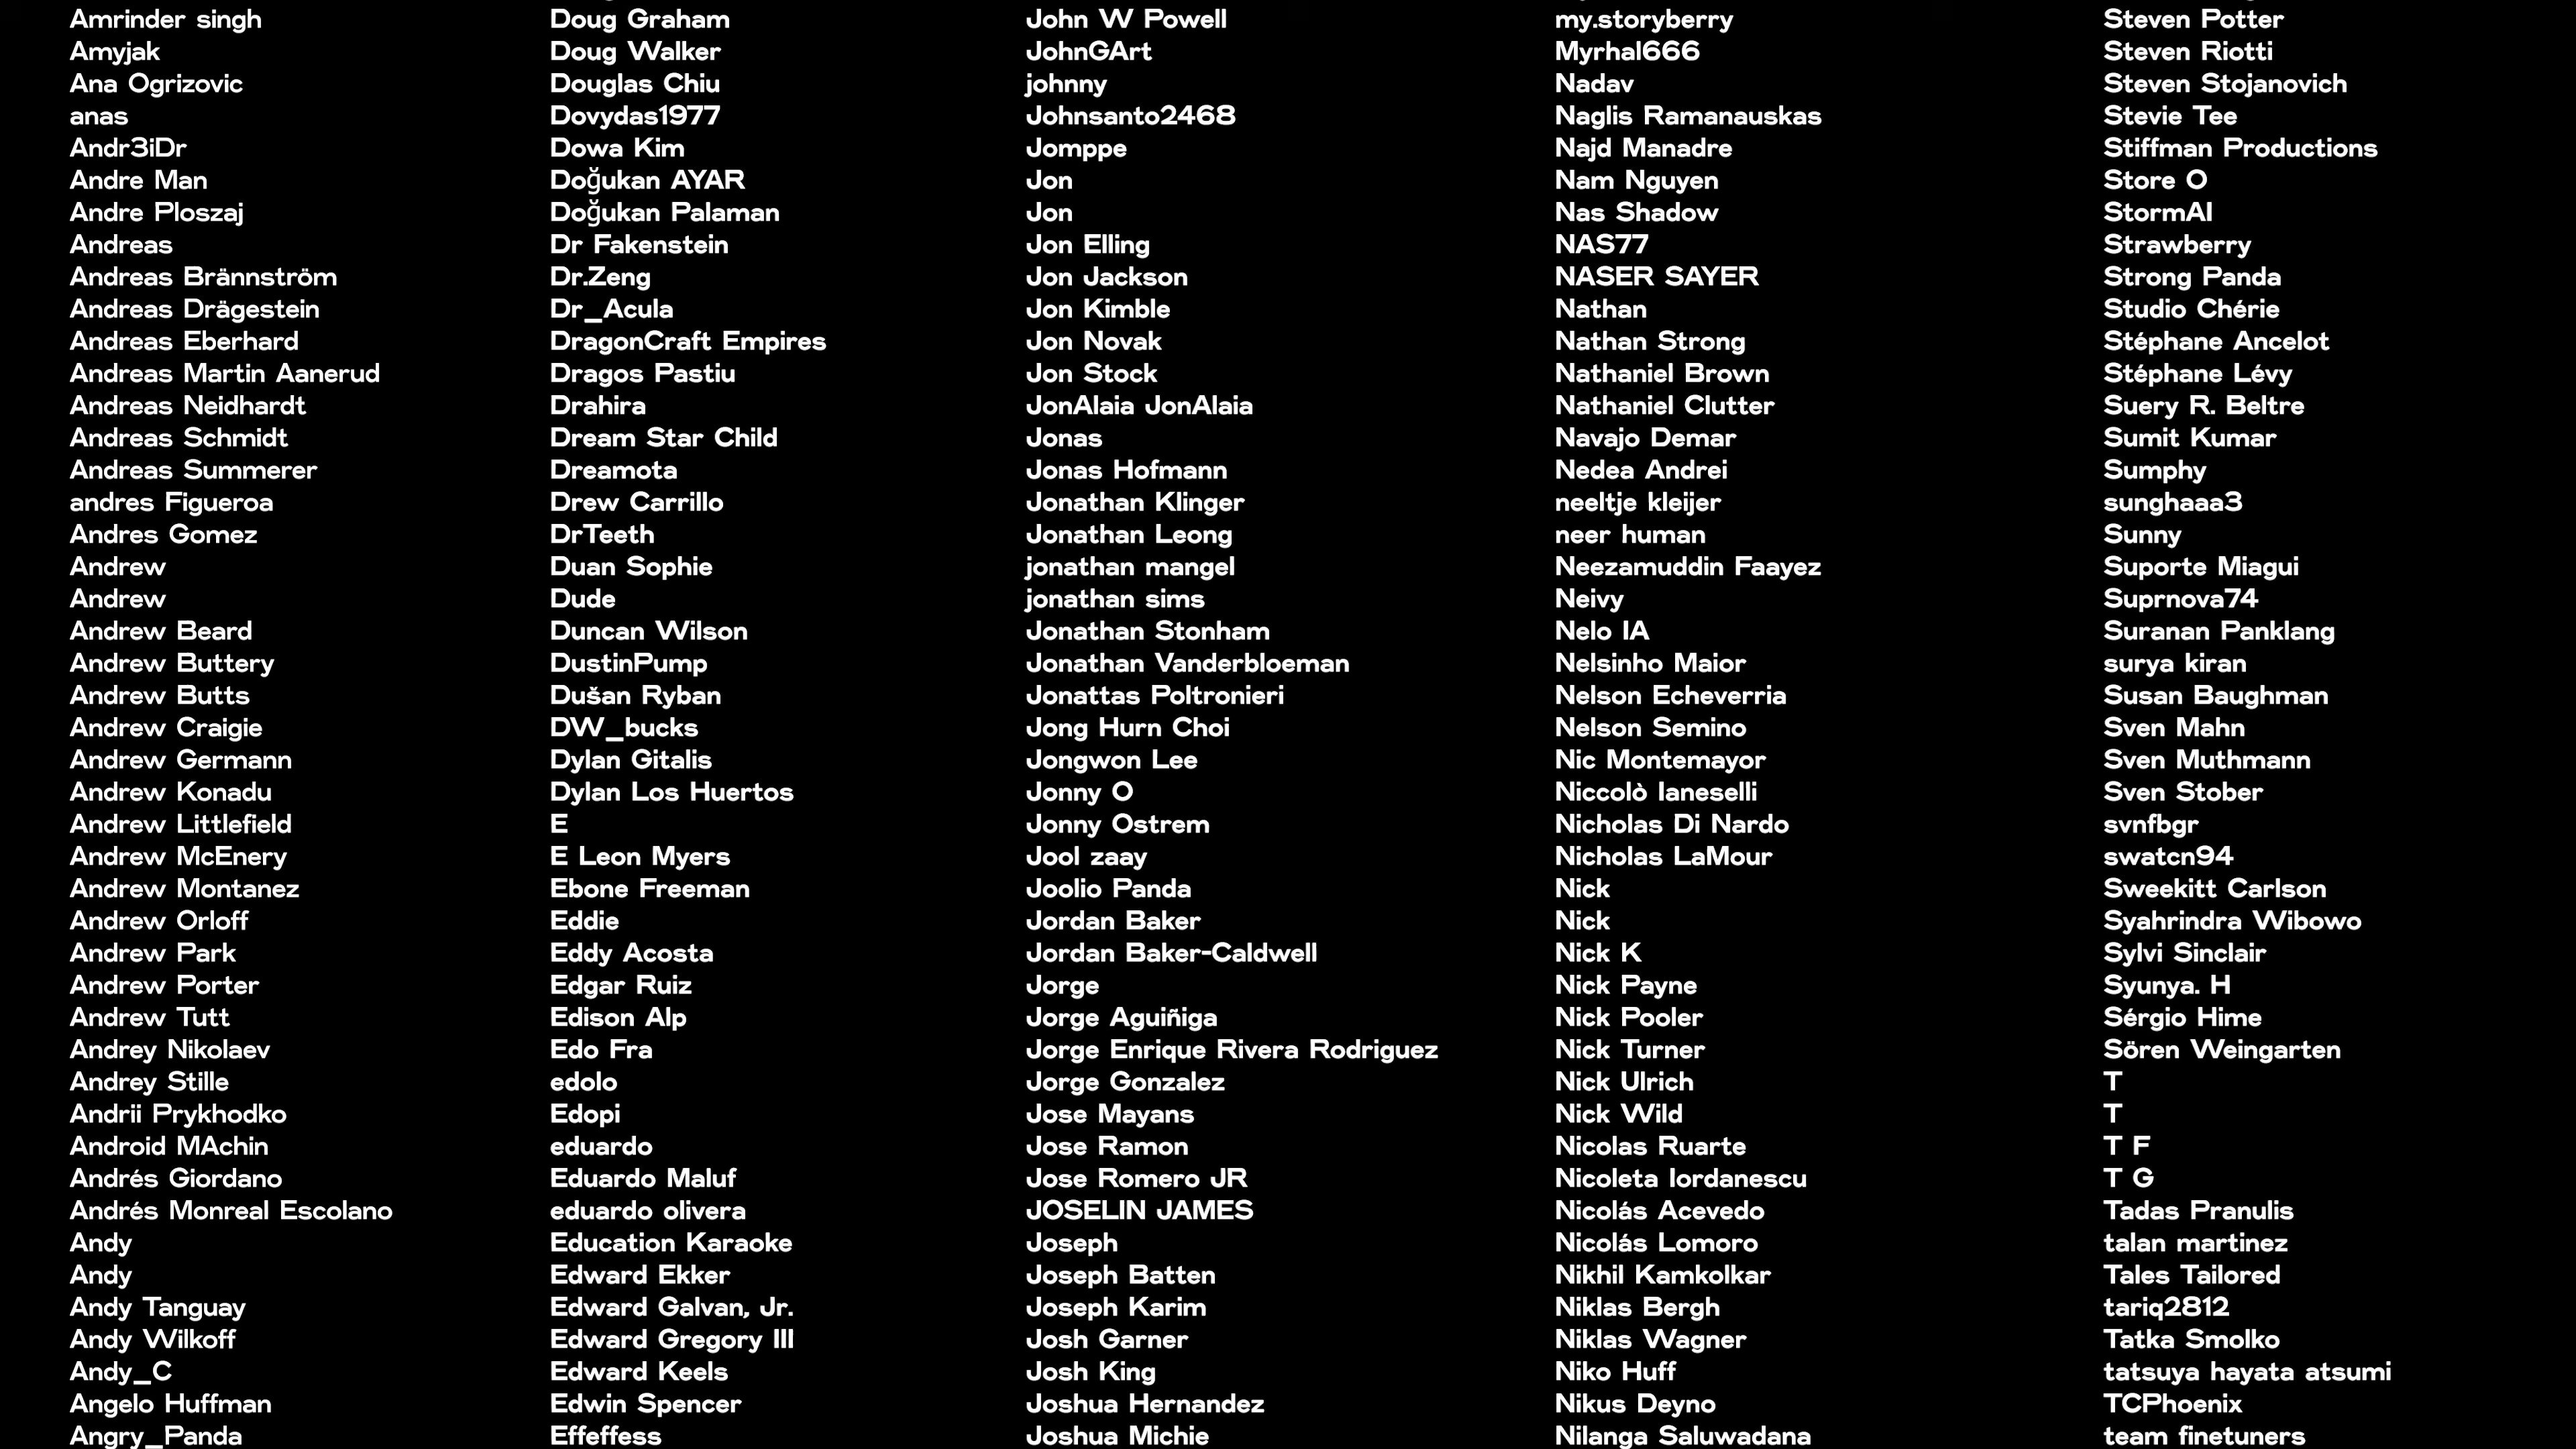 Amrinder singh
Amyjak
Ana Ogrizovic
anas
Andr3iDr
Andre Man
Andre Ploszaj
Andreas
Andreas Brännström
Andreas Drägestein
Andreas Eberhard
Andreas Martin Aanerud
Andreas Neidhardt
Andreas Schmidt
Andreas Summerer
andres Figueroa
Andres Gomez
Andrew
Andrew
Andrew Beard
Andrew Buttery
Andrew Butts
Andrew Craigie
Andrew Germann
Andrew Konadu
Andrew Littlefield
Andrew McEnery
Andrew Montanez
Andrew Orloff
Andrew Park
Andrew Porter
Andrew Tutt
Andrey Nikolaev
Andrey Stille
Andrii Prykhodko
Android MAchin
Andrés Giordano
Andrés Monreal Escolano
Andy
Andy
Andy Tanguay
Andy Wilkoff
Andy_C
Angelo Huffman
Angry_Panda
Doug Graham
Doug Walker
Douglas Chiu
Dovydas1977
Dowa Kim
Doğukan AYAR
Doğukan Palaman
Dr Fakenstein
Dr.Zeng
Dr_Acula
DragonCraft Empires
Dragos Pastiu
Drahira
Dream Star Child
Dreamota
Drew Carrillo
DrTeeth
Duan Sophie
Dude
Duncan Wilson
DustinPump
Dušan Ryban
DW_bucks
Dylan Gitalis
Dylan Los Huertos
E
E Leon Myers
Ebone Freeman
Eddie
Eddy Acosta
Edgar Ruiz
Edison Alp
Edo Fra
edolo
Edopi
eduardo
Eduardo Maluf
eduardo olivera
Education Karaoke
Edward Ekker
Edward Galvan, Jr.
Edward Gregory III
Edward Keels
Edwin Spencer
Effeffess
John W Powell
JohnGArt
johnny
Johnsanto2468
Jomppe
Jon
Jon
Jon Elling
Jon Jackson
Jon Kimble
Jon Novak
Jon Stock
JonAlaia JonAlaia
Jonas
Jonas Hofmann
Jonathan Klinger
Jonathan Leong
jonathan mangel
jonathan sims
Jonathan Stonham
Jonathan Vanderbloeman
Jonattas Poltronieri
Jong Hurn Choi
Jongwon Lee
Jonny O
Jonny Ostrem
Jool zaay
Joolio Panda
Jordan Baker
Jordan Baker-Caldwell
Jorge
Jorge Aguiñiga
Jorge Enrique Rivera Rodriguez
Jorge Gonzalez
Jose Mayans
Jose Ramon
Jose Romero JR
JOSELIN JAMES
Joseph
Joseph Batten
Joseph Karim
Josh Garner
Josh King
Joshua Hernandez
Joshua Michie
my.storyberry
Myrhal666
Nadav
Naglis Ramanauskas
Najd Manadre
Nam Nguyen
Nas Shadow
NAS77
NASER SAYER
Nathan
Nathan Strong
Nathaniel Brown
Nathaniel Clutter
Navajo Demar
Nedea Andrei
neeltje kleijer
neer human
Neezamuddin Faayez
Neivy
Nelo IA
Nelsinho Maior
Nelson Echeverria
Nelson Semino
Nic Montemayor
Niccolò Ianeselli
Nicholas Di Nardo
Nicholas LaMour
Nick
Nick
Nick K
Nick Payne
Nick Pooler
Nick Turner
Nick Ulrich
Nick Wild
Nicolas Ruarte
Nicoleta Iordanescu
Nicolás Acevedo
Nicolás Lomoro
Nikhil Kamkolkar
Niklas Bergh
Niklas Wagner
Niko Huff
Nikus Deyno
Nilanga Saluwadana
Steven Potter
Steven Riotti
Steven Stojanovich
Stevie Tee
Stiffman Productions
Store O
StormAI
Strawberry
Strong Panda
Studio Chérie
Stéphane Ancelot
Stéphane Lévy
Suery R. Beltre
Sumit Kumar
Sumphy
sunghaaa3
Sunny
Suporte Miagui
Suprnova74
Suranan Panklang
surya kiran
Susan Baughman
Sven Mahn
Sven Muthmann
Sven Stober
svnfbgr
swatcn94
Sweekitt Carlson
Syahrindra Wibowo
Sylvi Sinclair
Syunya. H
Sérgio Hime
Sören Weingarten
T
T
T F
T G
Tadas Pranulis
talan martinez
Tales Tailored
tariq2812
Tatka Smolko
tatsuya hayata atsumi
TCPhoenix
team finetuners